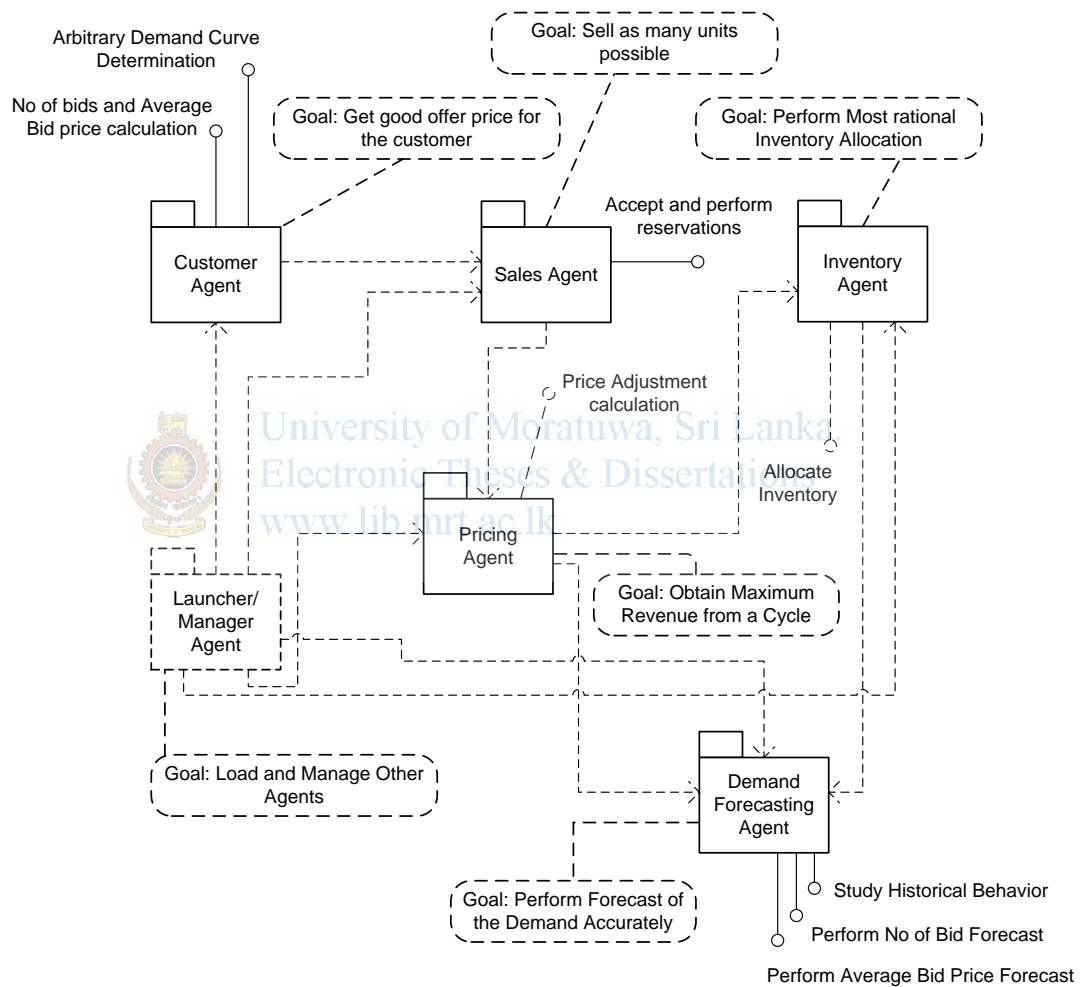 Goal: Sell as many units
possible
Arbitrary Demand Curve
Determination
No of bids and Average
Bid price calculation
Goal: Get good offer price for
the customer
Goal: Perform Most rational
Inventory Allocation
Accept and perform
reservations
Customer
Agent
Sales Agent
Inventory
Agent
Price Adjustment
calculation
University of Moratuwa, Sri Lanka.
Electronic Theses & Dissertations
www.lib.mrt.ac.lk
Allocate
Inventory
Pricing
Agent
Launcher/
Manager
Agent
Goal: Obtain Maximum
Revenue from a Cycle
Goal: Load and Manage Other
Agents
Demand
Forecasting
Agent
Goal: Perform Forecast of
the Demand Accurately
Study Historical Behavior
Perform No of Bid Forecast
Perform Average Bid Price Forecast